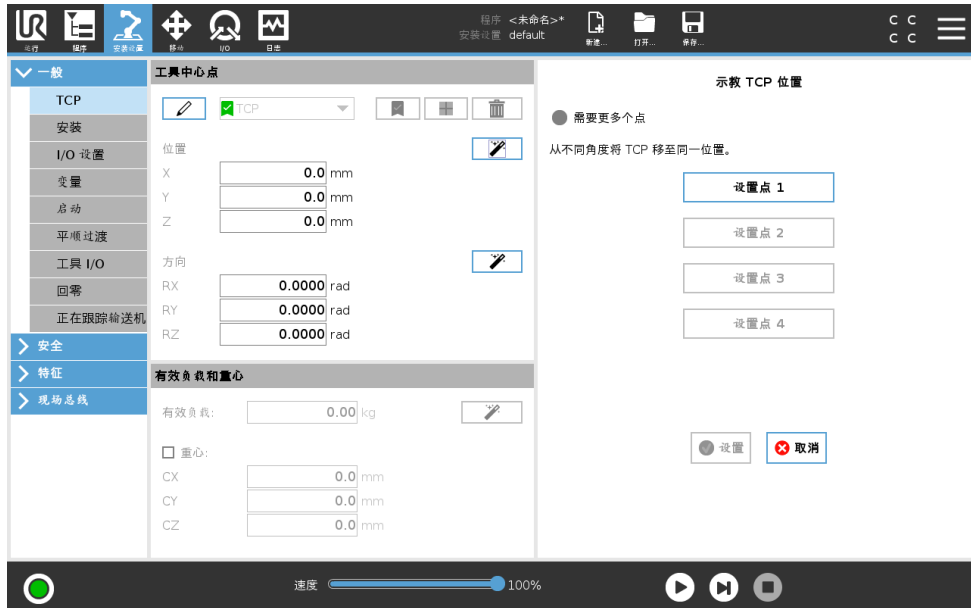 UR
运行
程序
安装设置
移动
I/O
日志
程序 <未命名>*
安装设置 default
新建...
打开...
保存...
C C
C C
一般
TCP
安装
I/O 设置
变量
启动
平顺过渡
工具 I/O
回零
正在跟踪输送机
安全
特征
现场总线
工具中心点
TCP
位置
X 0.0 mm
Y 0.0 mm
Z 0.0 mm
方向
RX 0.0000 rad
RY 0.0000 rad
RZ 0.0000 rad
有效负载和重心
有效负载: 0.00 kg
重心:
CX 0.0 mm
CY 0.0 mm
CZ 0.0 mm
示教 TCP 位置
需要更多个点
从不同角度将 TCP 移至同一位置。
设置点 1
设置点 2
设置点 3
设置点 4
设置
取消
速度 100%